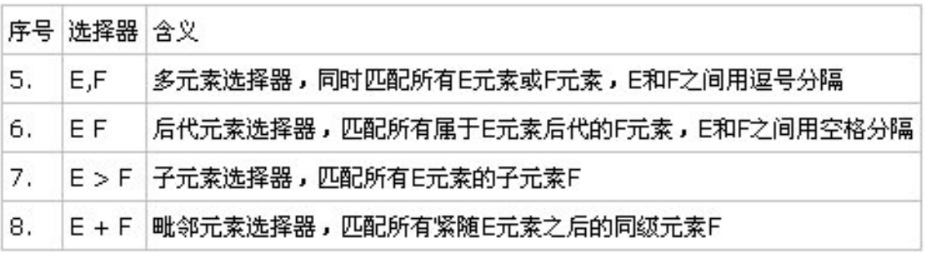 序号 选择器 含义
5. E,F 多元素选择器，同时匹配所有E元素或F元素，E和F之间用逗号分隔
6. E F 后代元素选择器，匹配所有属于E元素后代的F元素，E和F之间用空格分隔
7. E > F 子元素选择器，匹配所有E元素的子元素F
8. E + F 毗邻元素选择器，匹配所有紧随E元素之后的同级元素F